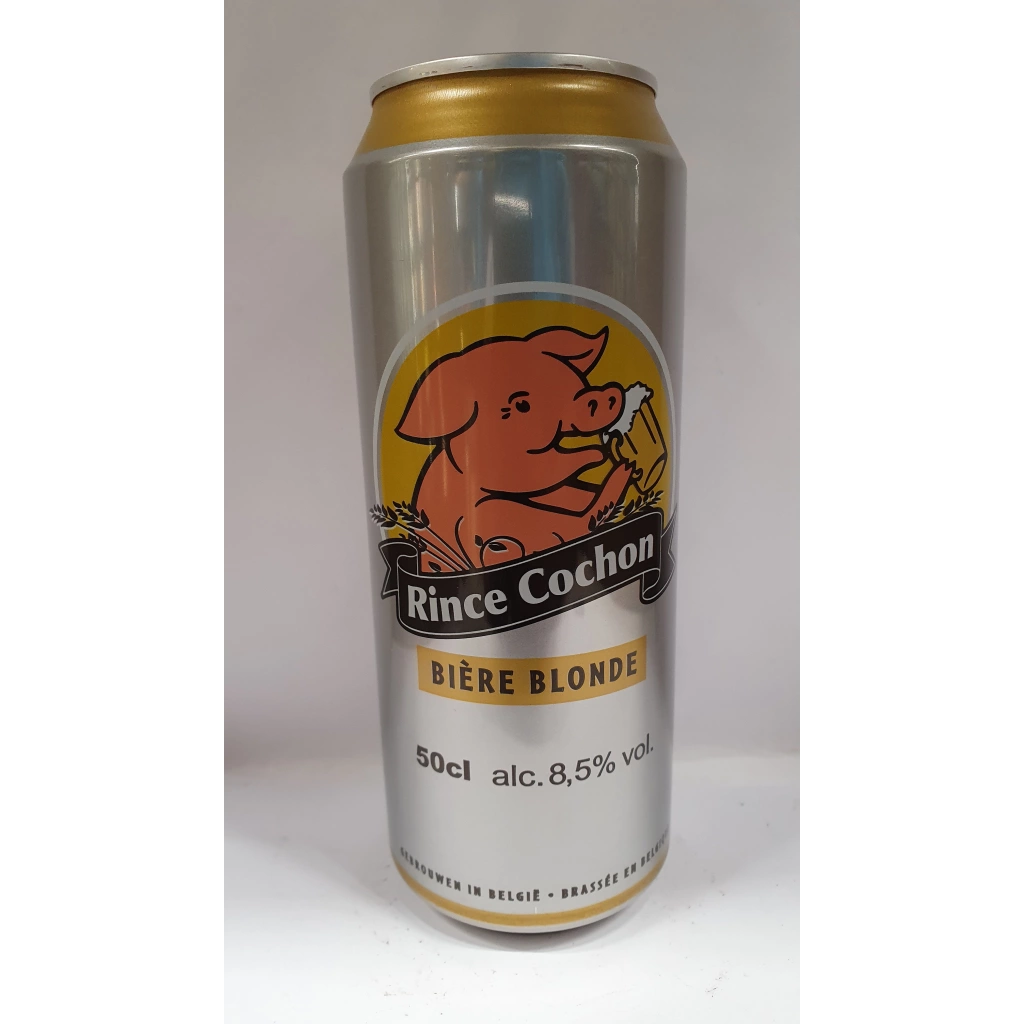 Rince Cochon
BIÈRE BLONDE
50cl alc. 8,5% vol.
GEBROUWEN IN BELGIË • BRASSÉE EN BELGIQUE